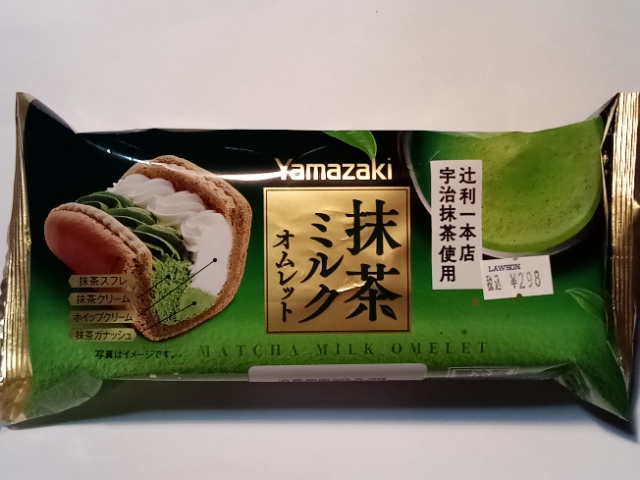 Yamazaki
抹茶
ミルク
オムレット
辻利一本店
宇治抹茶使用
LAWSON
税込 ¥298
抹茶スフレ
抹茶クリーム
ホイップクリーム
抹茶ガナッシュ
写真はイメージです。
MATCHA MILK OMELET